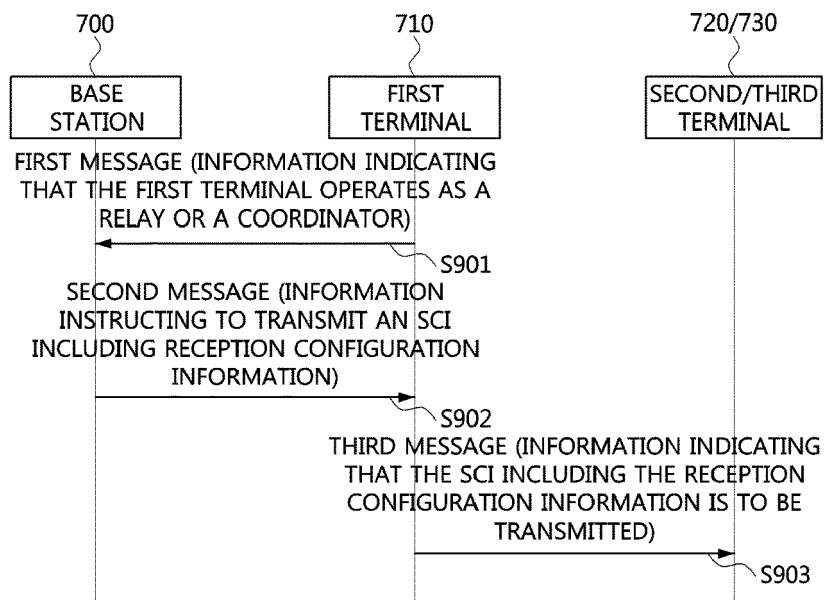 700
710
720/730
BASE
STATION
FIRST
TERMINAL
SECOND/THIRD
TERMINAL
FIRST MESSAGE (INFORMATION INDICATING
THAT THE FIRST TERMINAL OPERATES AS A
RELAY OR A COORDINATOR)
S901
SECOND MESSAGE (INFORMATION
INSTRUCTING TO TRANSMIT AN SCI
INCLUDING RECEPTION CONFIGURATION
INFORMATION)
S902
THIRD MESSAGE (INFORMATION INDICATING
THAT THE SCI INCLUDING THE RECEPTION
CONFIGURATION INFORMATION IS TO BE
TRANSMITTED)
S903